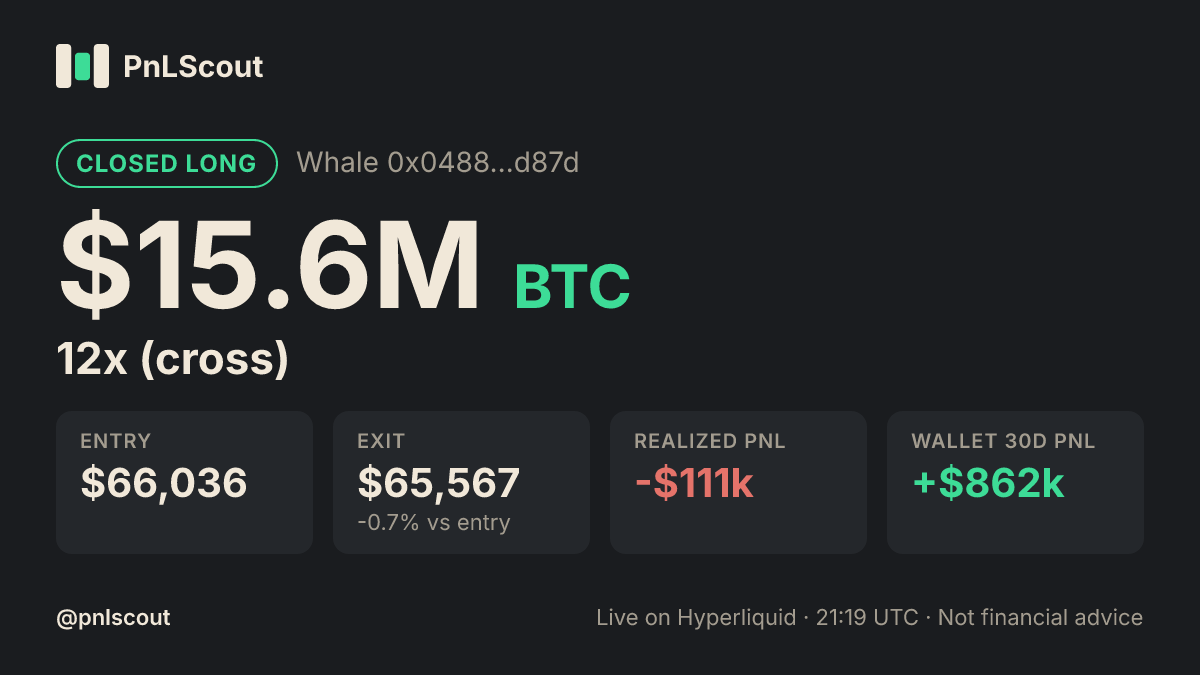 PnLScout
CLOSED LONG Whale 0x0488...d87d
$15.6M BTC
12x (cross)
ENTRY
$66,036
EXIT
$65,567
-0.7% vs entry
REALIZED PNL
-$111k
WALLET 30D PNL
+$862k
@pnlscout
Live on Hyperliquid · 21:19 UTC · Not financial advice